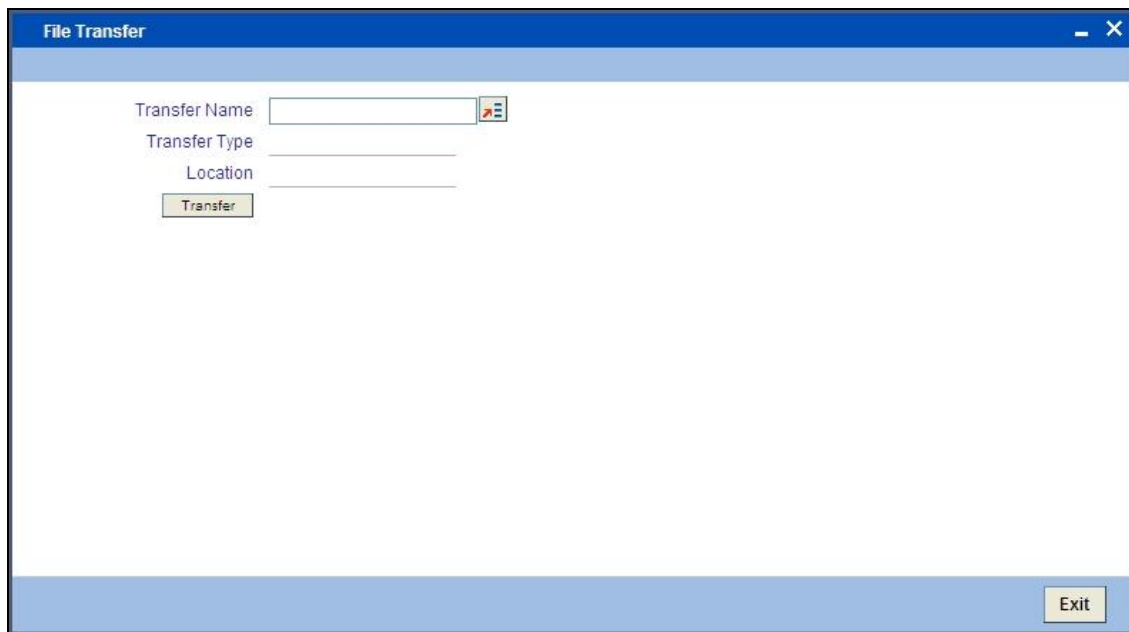 File Transfer
Transfer Name
Transfer Type
Location
Transfer
Exit